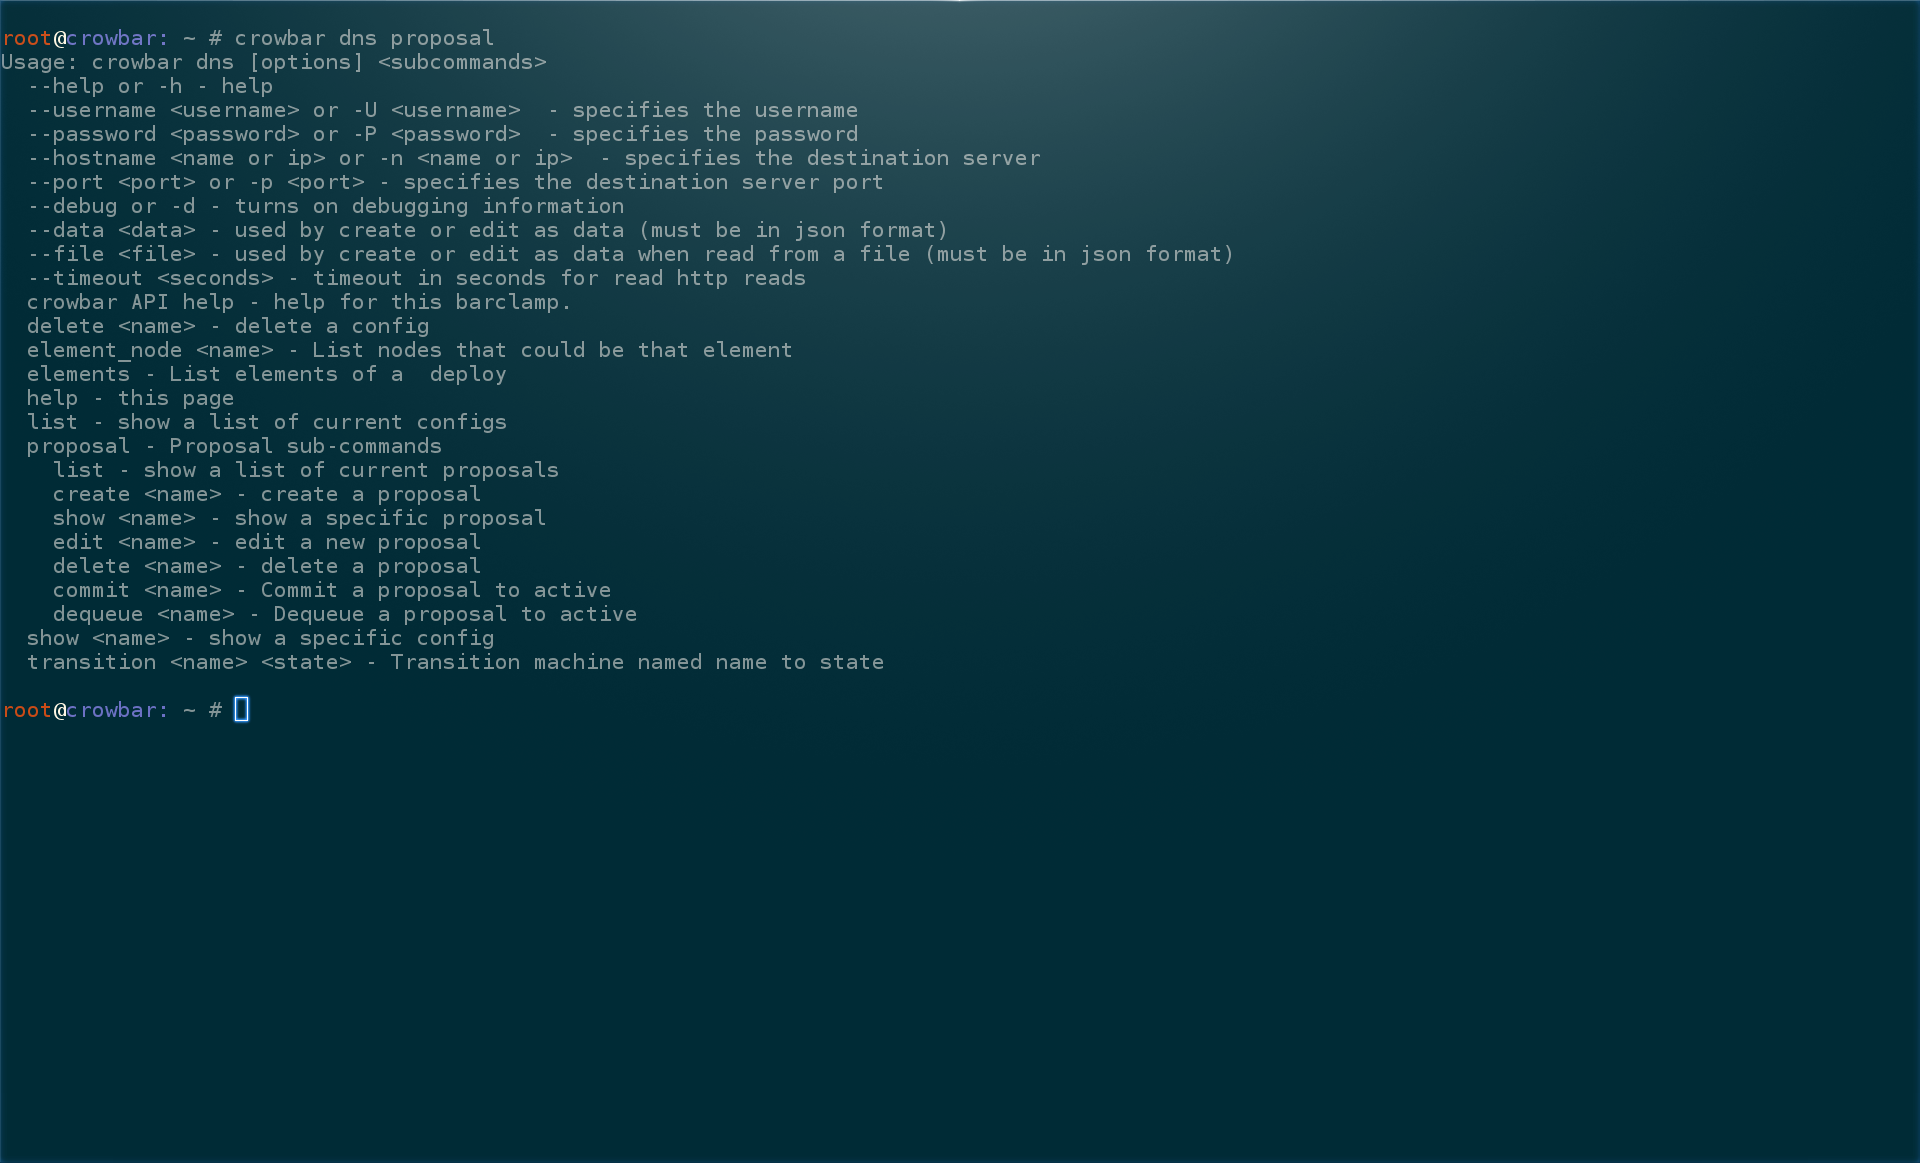 root@crowbar: ~ # crowbar dns proposal
Usage: crowbar dns [options] <subcommands>
  --help or -h - help
  --username <username> or -U <username>  - specifies the username
  --password <password> or -P <password>  - specifies the password
  --hostname <name or ip> or -n <name or ip>  - specifies the destination server
  --port <port> or -p <port> - specifies the destination server port
  --debug or -d - turns on debugging information
  --data <data> - used by create or edit as data (must be in json format)
  --file <file> - used by create or edit as data when read from a file (must be in json format)
  --timeout <seconds> - timeout in seconds for read http reads
  crowbar API help - help for this barclamp.
  delete <name> - delete a config
  element_node <name> - List nodes that could be that element
  elements - List elements of a  deploy
  help - this page
  list - show a list of current configs
  proposal - Proposal sub-commands
    list - show a list of current proposals
    create <name> - create a proposal
    show <name> - show a specific proposal
    edit <name> - edit a new proposal
    delete <name> - delete a proposal
    commit <name> - Commit a proposal to active
    dequeue <name> - Dequeue a proposal to active
  show <name> - show a specific config
  transition <name> <state> - Transition machine named name to state
root@crowbar: ~ #